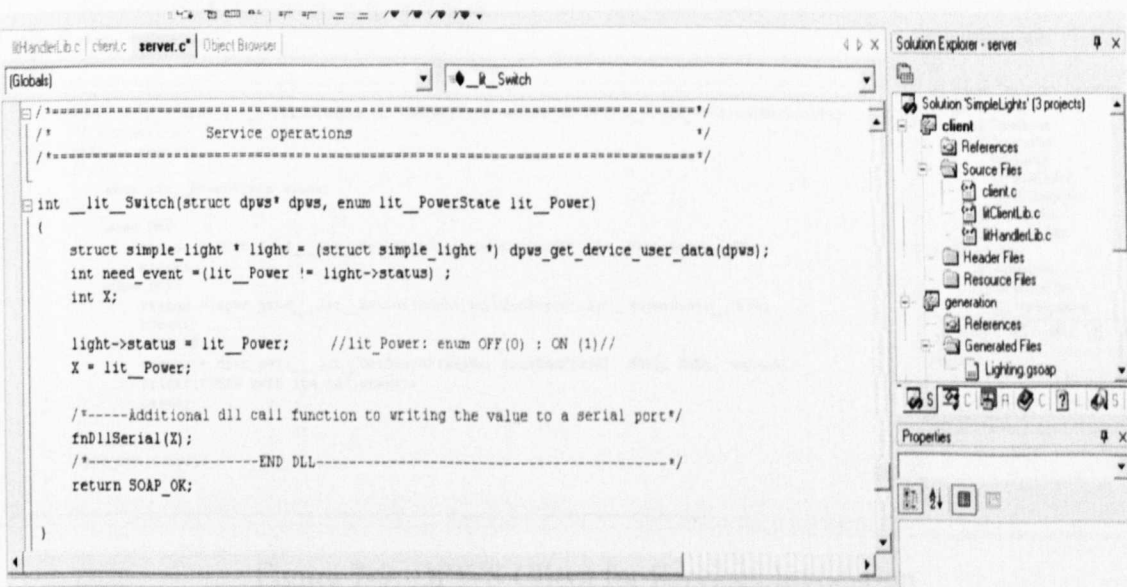 litHandlerLib.c | client.c server.c* Object Browser
(Globals) __lit__Switch
/*=====================================================================*/
/* Service operations */
/*=====================================================================*/
int __lit__Switch(struct dpws* dpws, enum lit__PowerState lit__Power)
{
struct simple_light * light = (struct simple_light *) dpws_get_device_user_data(dpws);
int need_event =(lit__Power != light->status) ;
int X;
light->status = lit__Power; //lit_Power: enum OFF(0) : ON (1)//
X = lit__Power;
/*-----Additional dll call function to writing the value to a serial port*/
fnDllSerial(X);
/*----------------------END DLL---------------------------------------------*/
return SOAP_OK;
}
Solution Explorer - server
Solution 'SimpleLights' (3 projects)
client
References
Source Files
client.c
litClientLib.c
litHandlerLib.c
Header Files
Resource Files
generation
References
Generated Files
Lighting.gsoap
S C A C L S
Properties